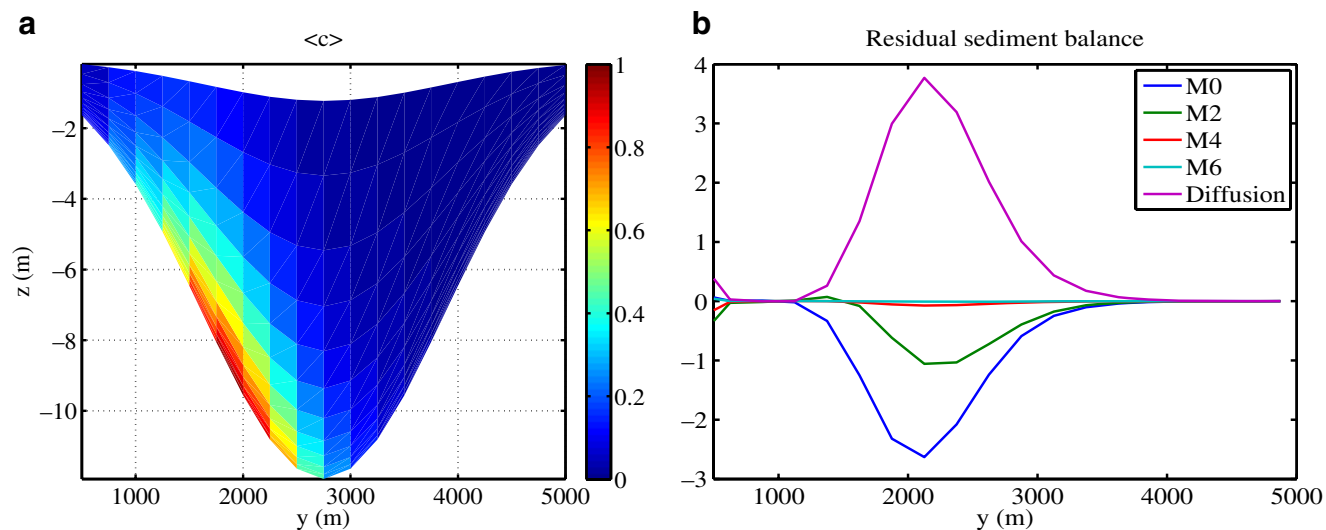 a
<c>
−2
−4
−6
−8
−10
z (m)
1000 2000 3000 4000 5000
y (m)
1
0.8
0.6
0.4
0.2
0
b
Residual sediment balance
4
3
2
1
0
−1
−2
−3
1000 2000 3000 4000 5000
y (m)
M0
M2
M4
M6
Diffusion